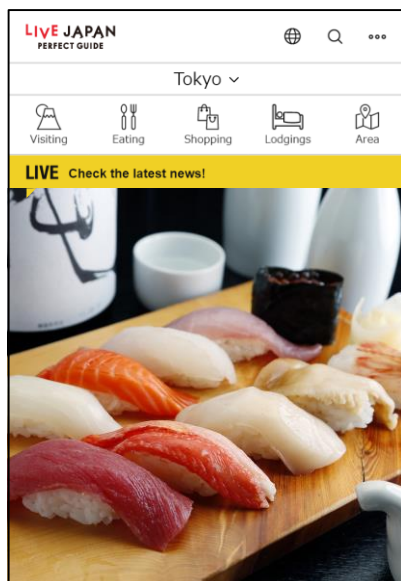 LIVE JAPAN
PERFECT GUIDE
Tokyo
Visiting
Eating
Shopping
Lodgings
Area
LIVE Check the latest news!